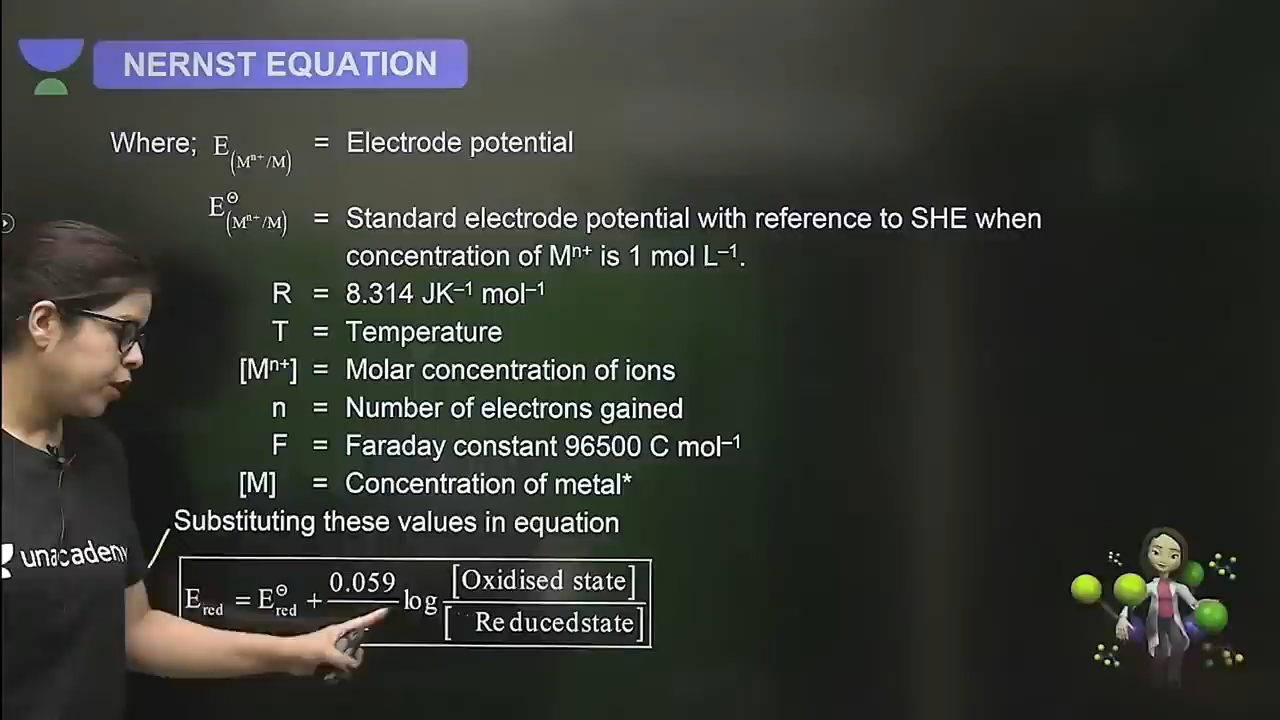 NERNST EQUATION
Where; E(Mⁿ⁺/M) = Electrode potential
E^Θ(Mⁿ⁺/M) = Standard electrode potential with reference to SHE when
concentration of Mⁿ⁺ is 1 mol L⁻¹.
R = 8.314 JK⁻¹ mol⁻¹
T = Temperature
[Mⁿ⁺] = Molar concentration of ions
n = Number of electrons gained
F = Faraday constant 96500 C mol⁻¹
[M] = Concentration of metal*
Substituting these values in equation
unacademy
E_red = E^Θ_red + 0.059/ log [Oxidised state]/[Reducedstate]